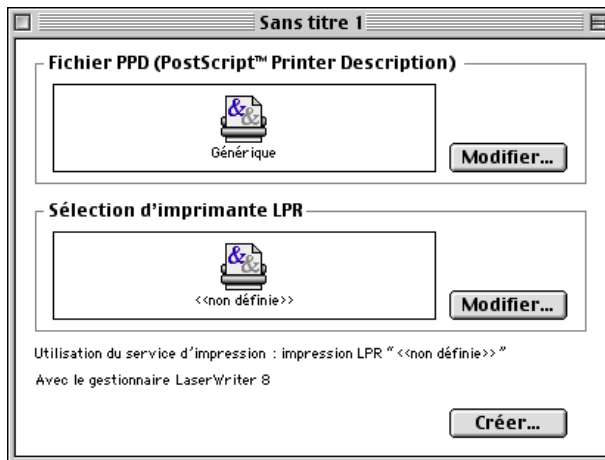 Sans titre 1
Fichier PPD (PostScript™ Printer Description)
&&
Générique
Modifier...
Sélection d'imprimante LPR
&&
<<non définie>>
Modifier...
Utilisation du service d'impression : impression LPR “<<non définie>>”
Avec le gestionnaire LaserWriter 8
Créer...